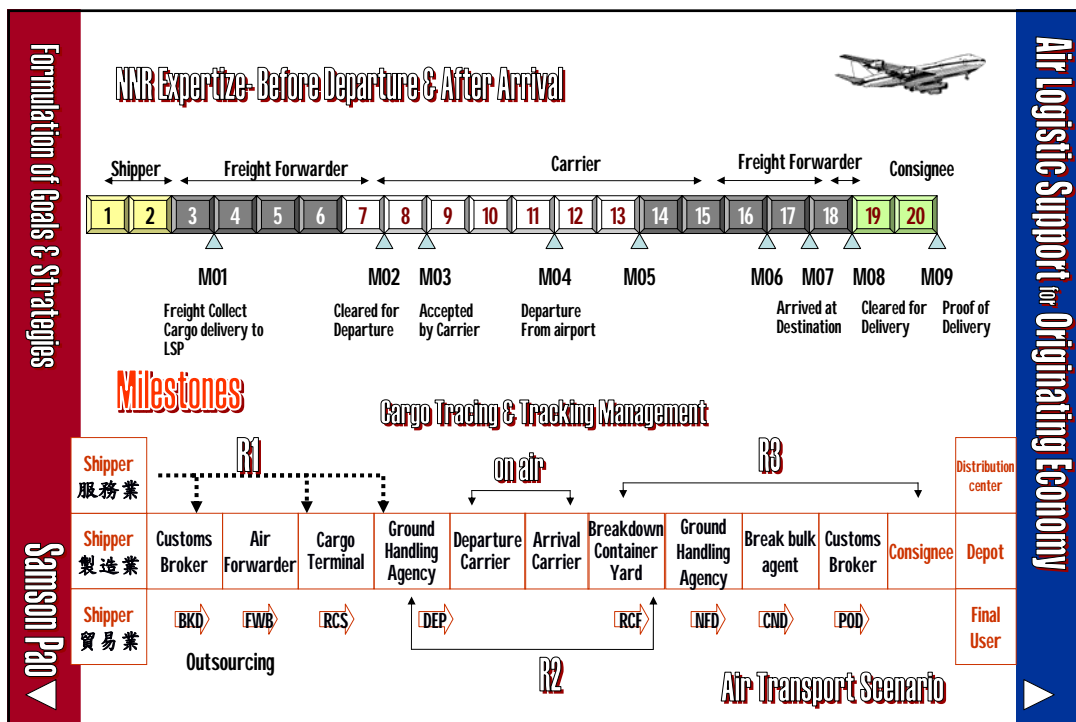 Formulation of Goals & Strategies
Samson Pao
Air Logistic Support for Originating Economy
NNR Expertize- Before Departure & After Arrival
Shipper
Freight Forwarder
Carrier
Freight Forwarder
Consignee
1 2 3 4 5 6 7 8 9 10 11 12 13 14 15 16 17 18 19 20
M01 M02 M03 M04 M05 M06 M07 M08 M09
Freight Collect
Cargo delivery to
LSP
Cleared for
Departure
Accepted
by Carrier
Departure
From airport
Arrived at
Destination
Cleared for
Delivery
Proof of
Delivery
Milestones
Cargo Tracing & Tracking Management
R1
on air
R3
Shipper
服務業
Distribution
center
Shipper
製造業
Customs
Broker
Air
Forwarder
Cargo
Terminal
Ground
Handling
Agency
Departure
Carrier
Arrival
Carrier
Breakdown
Container
Yard
Ground
Handling
Agency
Break bulk
agent
Customs
Broker
Consignee
Depot
Shipper
貿易業
BKD
FWB
RCS
DEP
RCF
NFD
CND
POD
Final
User
Outsourcing
R2
Air Transport Scenario